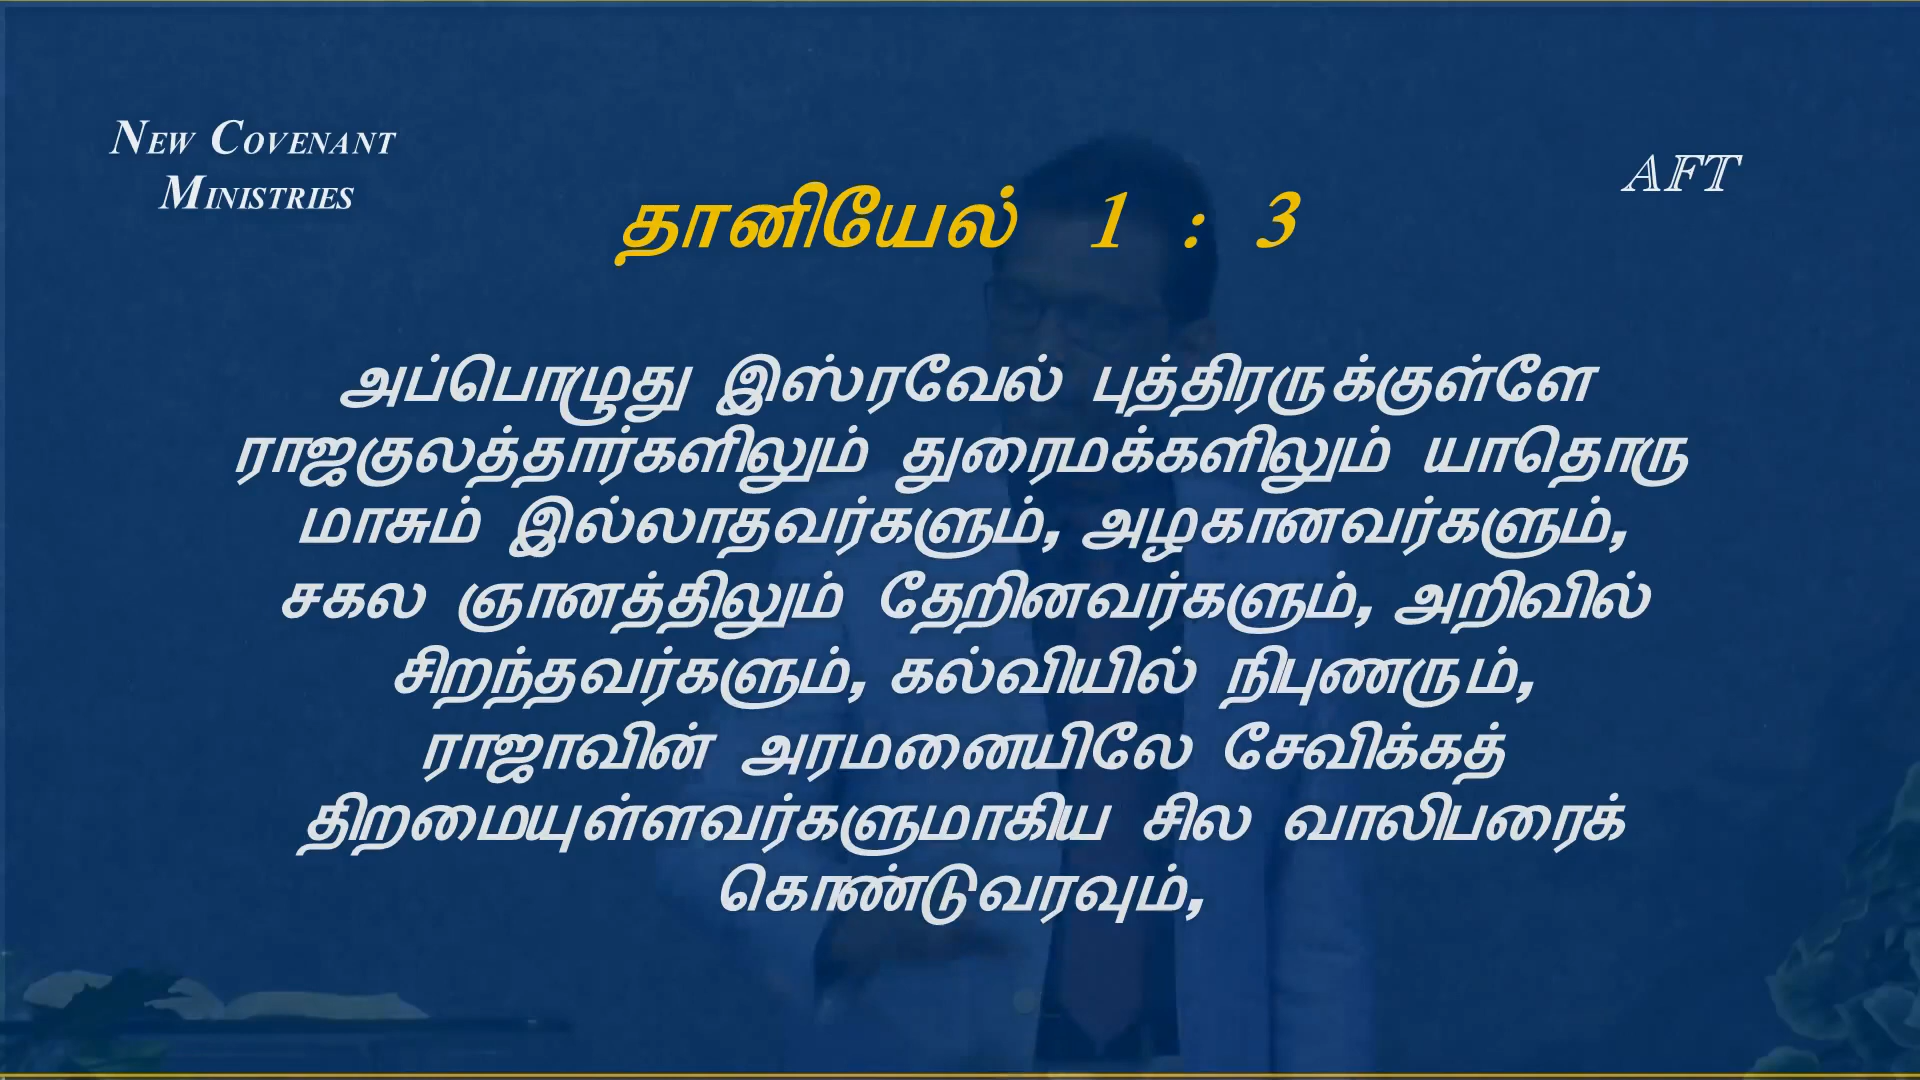 NEW COVENANT
MINISTRIES
AFT
தானியேல் 1 : 3
அப்பொழுது இஸ்ரவேல் புத்திரருக்குள்ளே
ராஜகுலத்தார்களிலும் துரைமக்களிலும் யாதொரு
மாசும் இல்லாதவர்களும், அழகானவர்களும்,
சகல ஞானத்திலும் தேறினவர்களும், அறிவில்
சிறந்தவர்களும், கல்வியில் நிபுணரும்,
ராஜாவின் அரமனையிலே சேவிக்கத்
திறமையுள்ளவர்களுமாகிய சில வாலிபரைக்
கொண்டுவரவும்,